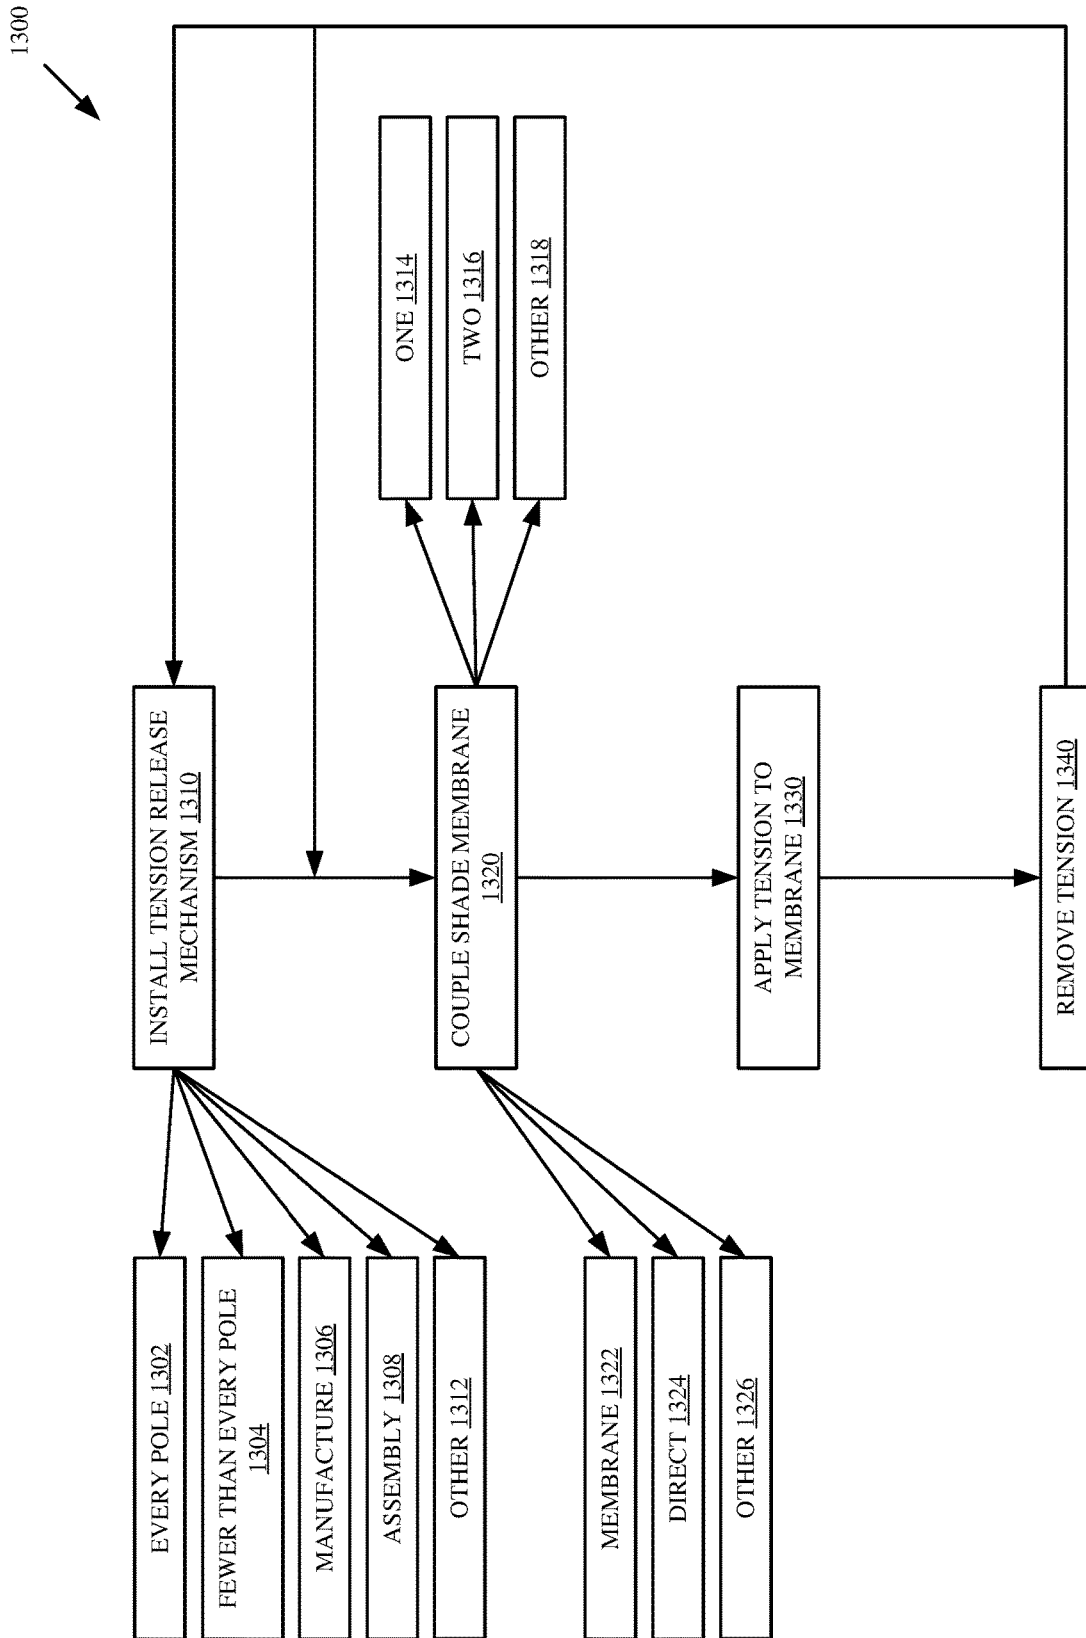 1300
INSTALL TENSION RELEASE
MECHANISM 1310
EVERY POLE 1302
FEWER THAN EVERY POLE
1304
MANUFACTURE 1306
ASSEMBLY 1308
OTHER 1312
COUPLE SHADE MEMBRANE
1320
ONE 1314
TWO 1316
OTHER 1318
MEMBRANE 1322
DIRECT 1324
OTHER 1326
APPLY TENSION TO
MEMBRANE 1330
REMOVE TENSION 1340